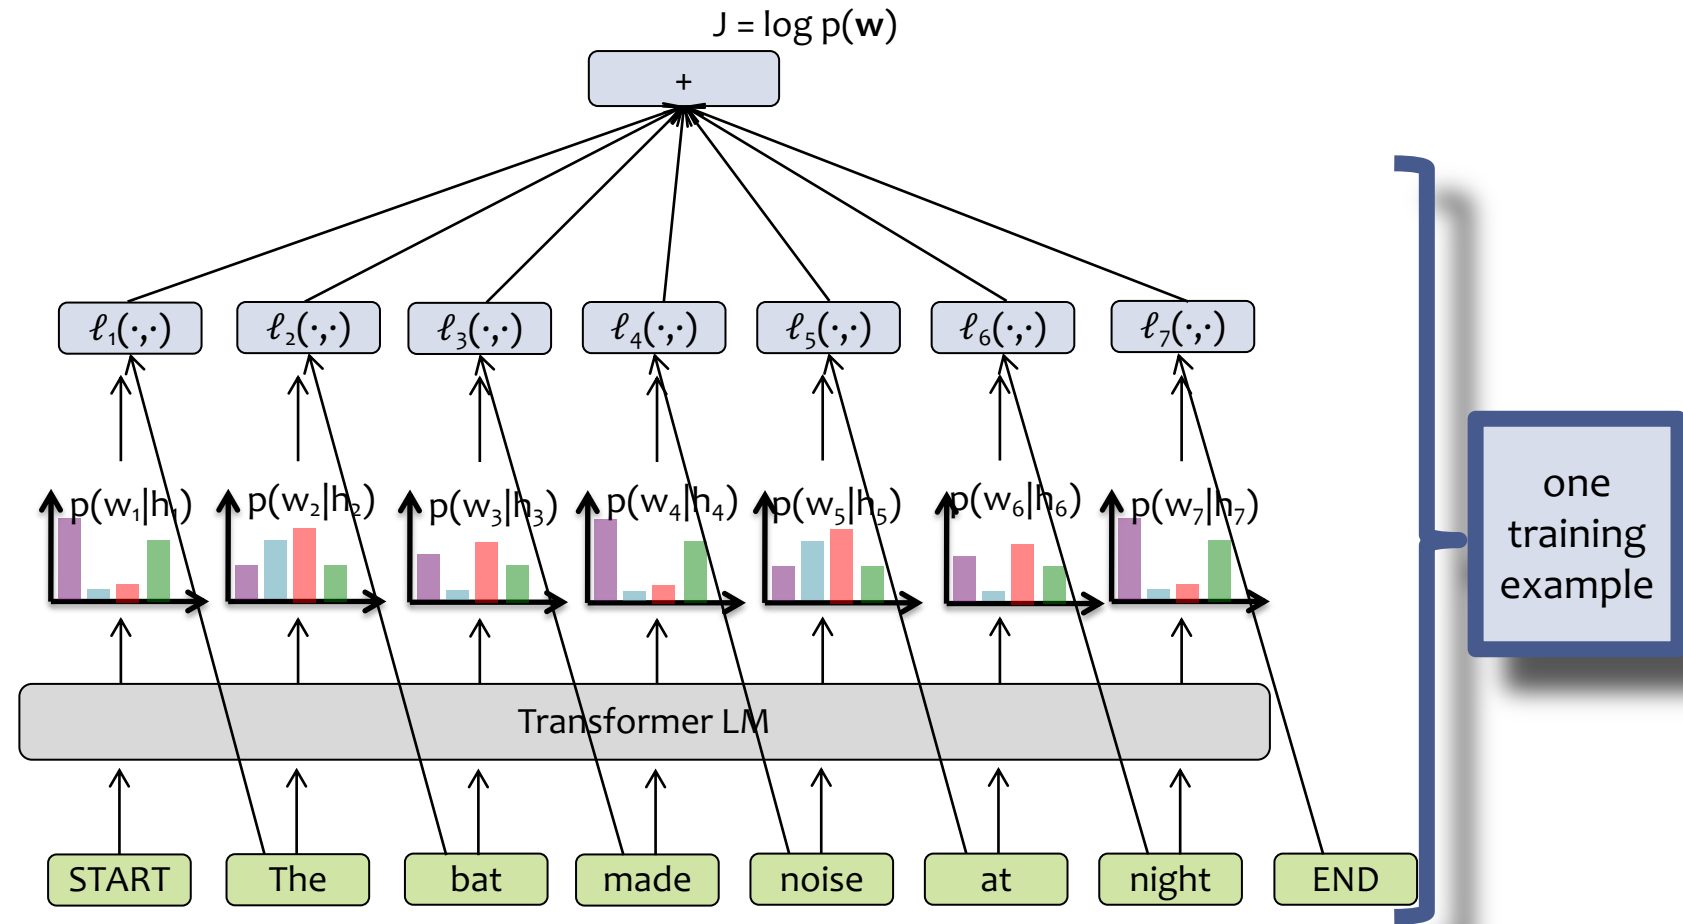 J = log p(w)
+
ℓ₁(·,·) ℓ₂(·,·) ℓ₃(·,·) ℓ₄(·,·) ℓ₅(·,·) ℓ₆(·,·) ℓ₇(·,·)
p(w₁|h₁) p(w₂|h₂) p(w₃|h₃) p(w₄|h₄) p(w₅|h₅) p(w₆|h₆) p(w₇|h₇)
one
training
example
Transformer LM
START The bat made noise at night END